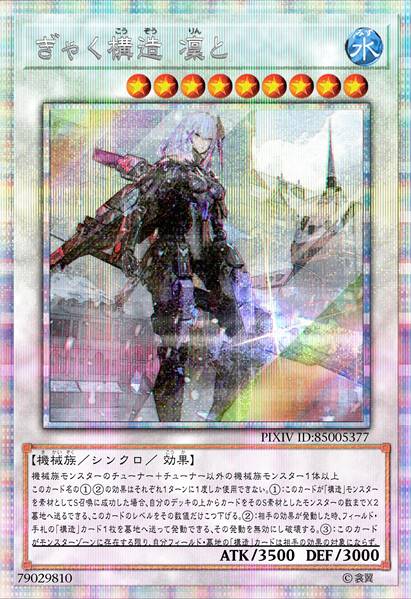 こう ぞう りん
ぎゃく構造 凛と
水
PIXIV ID:85005377
【機械族／シンクロ／効果】
機械族モンスターのチューナー＋チューナー以外の機械族モンスター1体以上
このカード名の①②の効果はそれぞれ1ターンに1度しか使用できない。①:このカードが「構造」モンスター
を素材としてS召喚に成功した場合、自分のデッキの上からカードをそのS素材としたモンスターの数まで×2
墓地へ送るできる、このカードのレベルをその数値だけこつ下げる。②:相手の効果が発動した時、フィールド・
手札の「構造」カード1枚を墓地へ送って発動できる、その発動を無効にし破壊する。③:このカード
がモンスターゾーンに存在する限り、自分フィールド・墓地の「構造」カードは相手の効果の対象にならず、
ATK/3500 DEF/3000
79029810